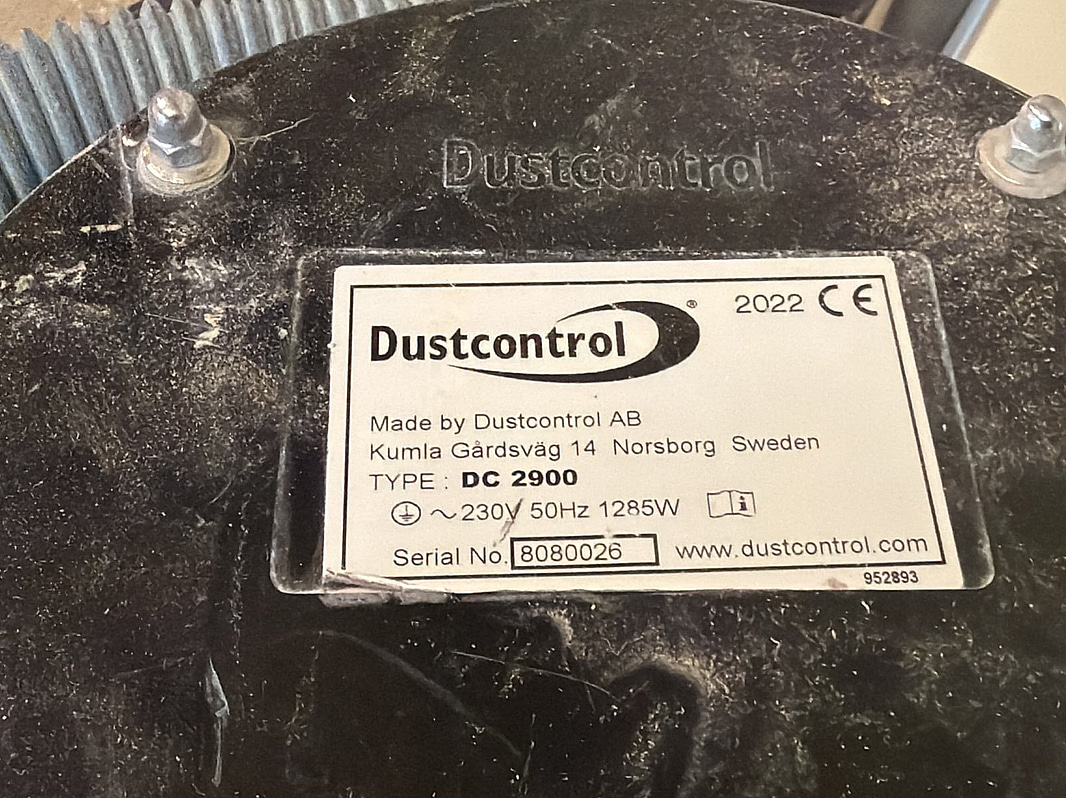 Dustcontrol
2022 CE
Dustcontrol®
Made by Dustcontrol AB
Kumla Gårdsväg 14 Norsborg Sweden
TYPE : DC 2900
~230V 50Hz 1285W i
Serial No. 8080026 www.dustcontrol.com
952893